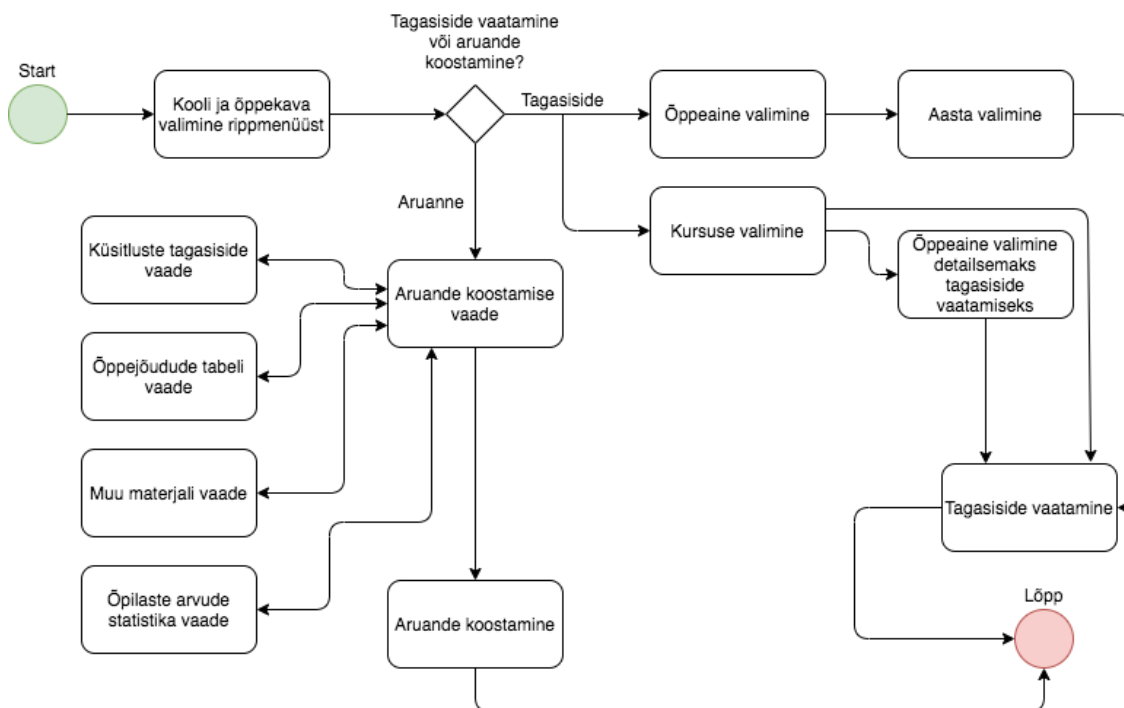 Tagasiside vaatamine
või aruande
koostamine?
Start
Kooli ja õppekava
valimine rippmenüüst
Tagasiside
Õppeaine valimine
Aasta valimine
Aruanne
Kursuse valimine
Õppeaine valimine
detailsemaks
tagasiside
vaatamiseks
Küsitluste tagasiside
vaade
Aruande koostamise
vaade
Õppejõudude tabeli
vaade
Muu materjali vaade
Tagasiside vaatamine
Õpilaste arvude
statistika vaade
Aruande koostamine
Lõpp